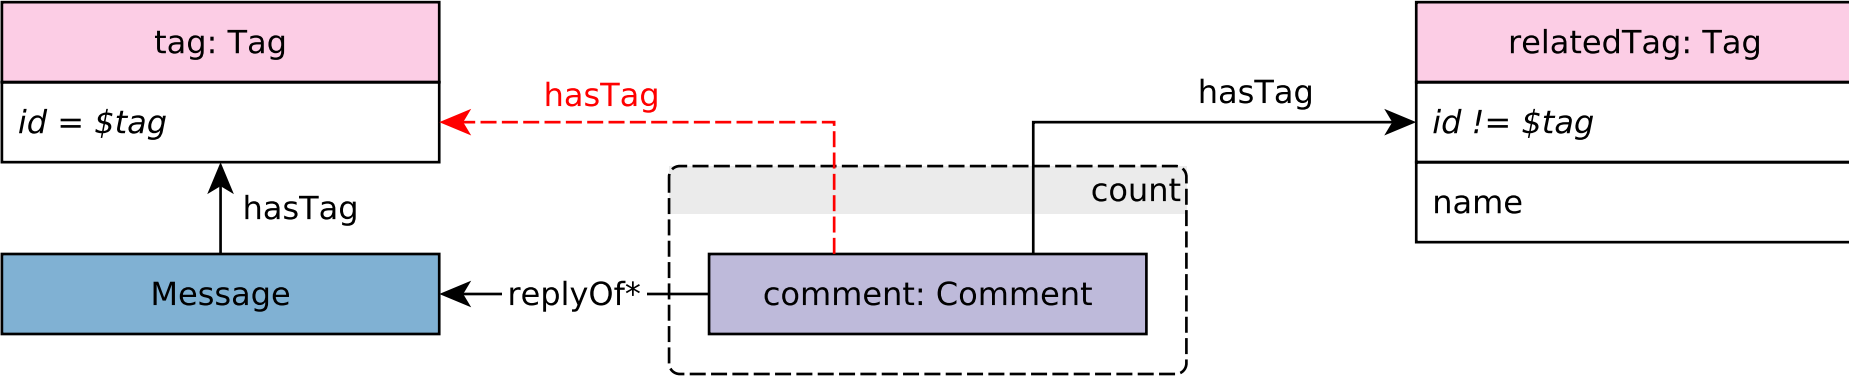 tag: Tag
id = $tag
hasTag
Message
hasTag
replyOf*
count
comment: Comment
hasTag
relatedTag: Tag
id != $tag
name